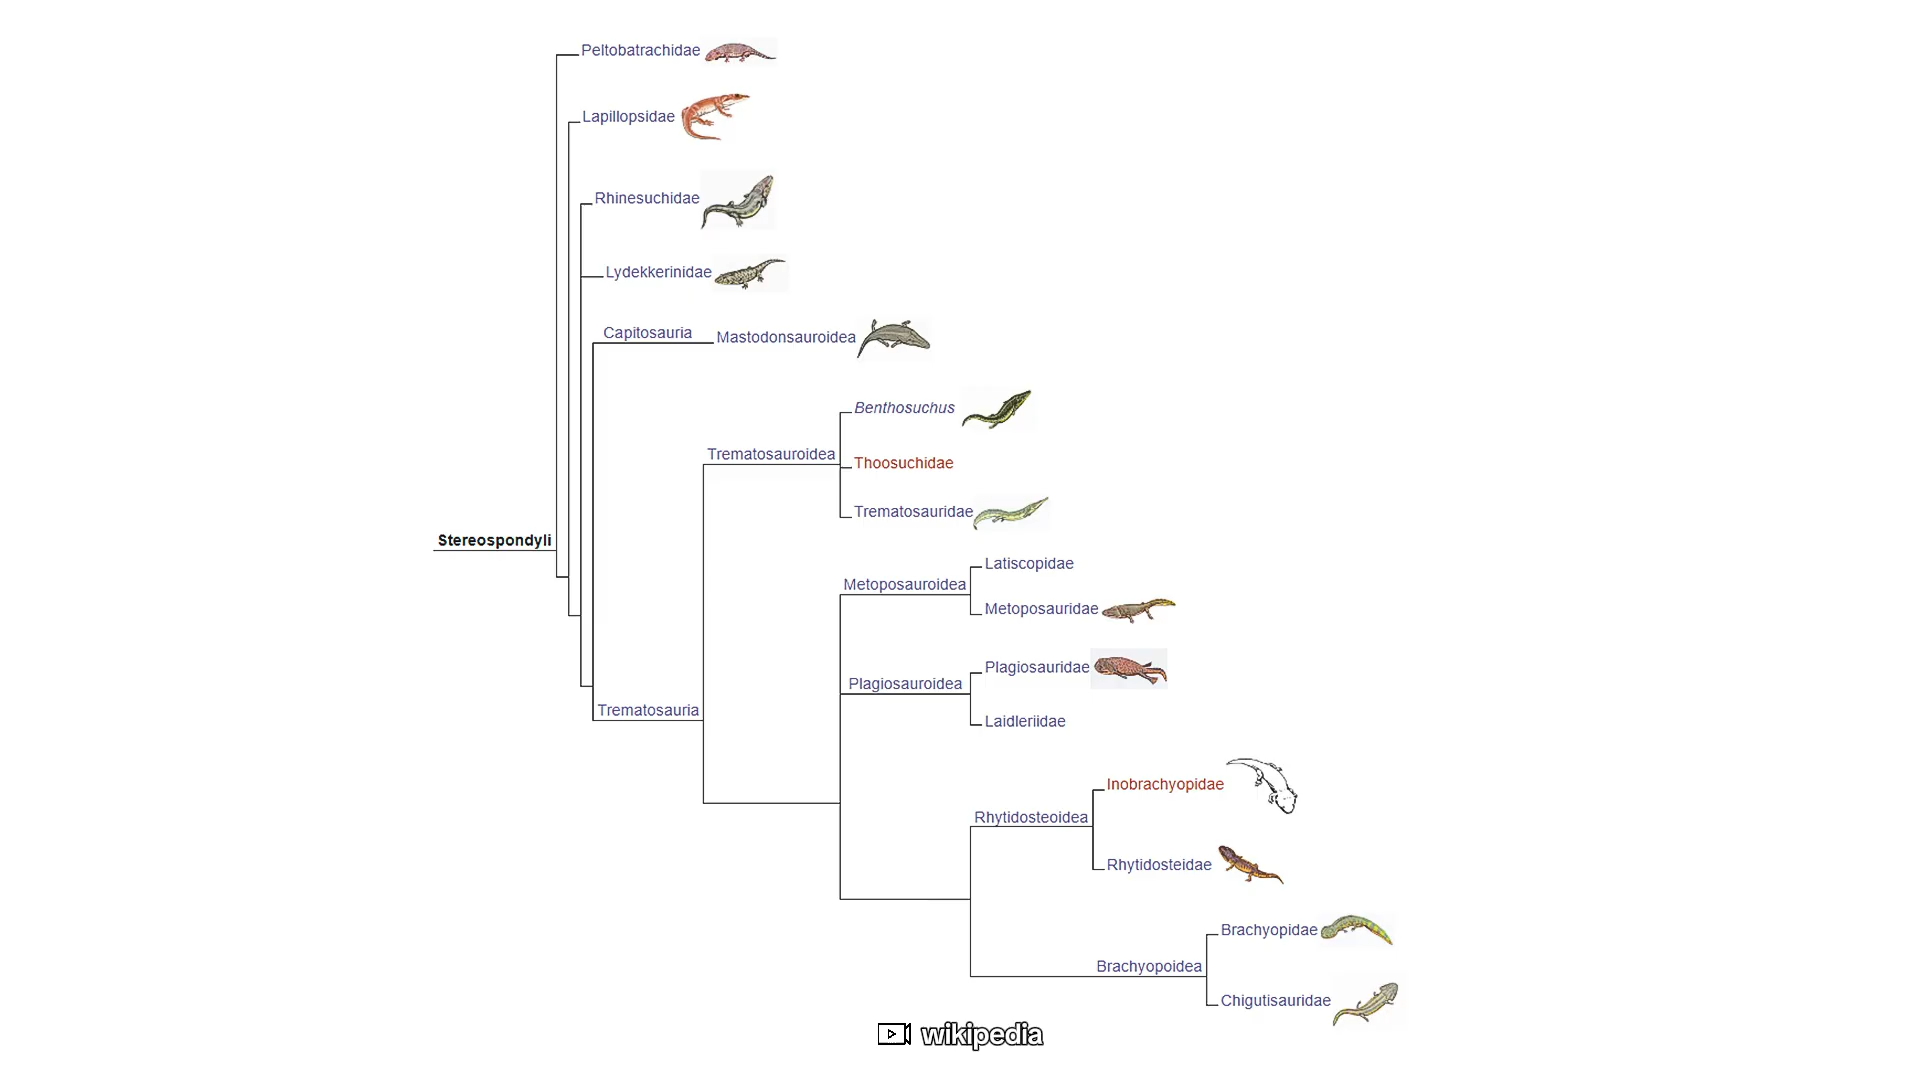 Peltobatrachidae
Lapillopsidae
Rhinesuchidae
Lydekkerinidae
Capitosauria
Mastodonsauroidea
Benthosuchus
Trematosauroidea
Thoosuchidae
Trematosauridae
Stereospondyli
Latiscopidae
Metoposauroidea
Metoposauridae
Plagiosauridae
Plagiosauroidea
Trematosauria
Laidleriidae
Inobrachyopidae
Rhytidosteoidea
Rhytidosteidae
Brachyopidae
Brachyopoidea
Chigutisauridae
wikipedia